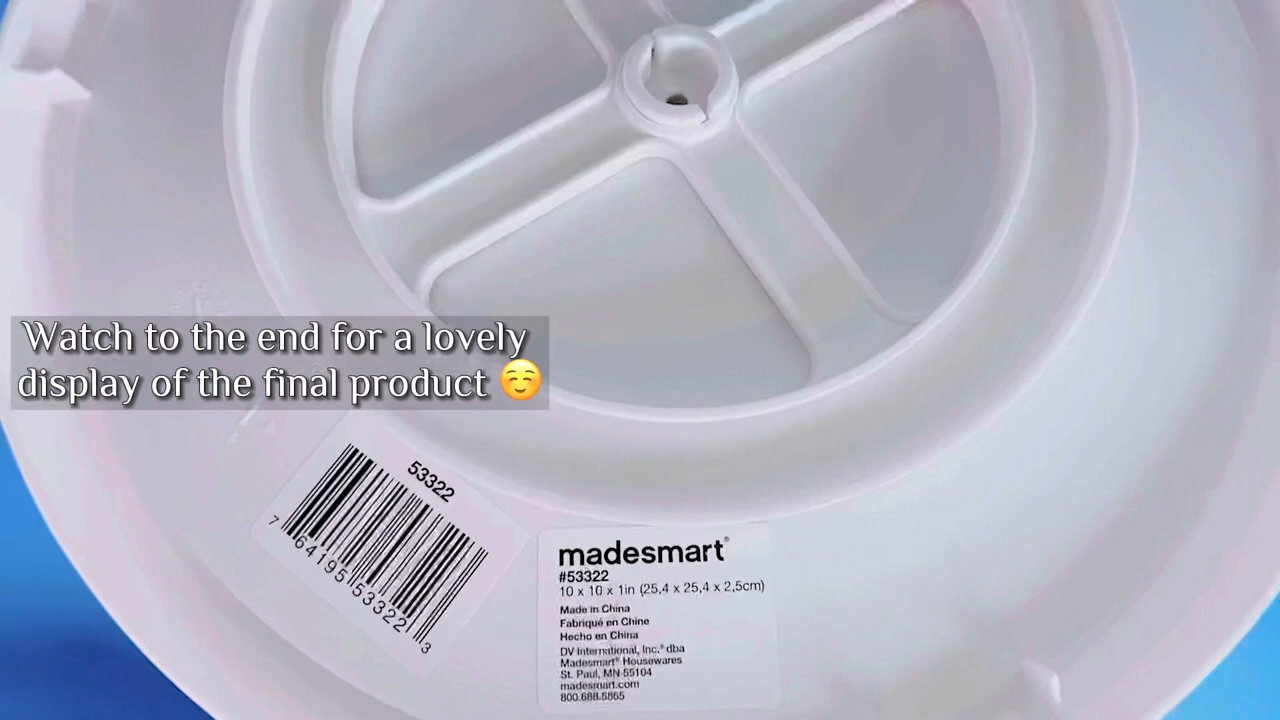 Watch to the end for a lovely
display of the final product ☺️
53322
7 64195 53322 3
madesmart®
#53322
10 x 10 x 1in (25,4 x 25,4 x 2,5cm)
Made in China
Fabriqué en Chine
Hecho en China
DV International, Inc.® dba
Madesmart® Housewares
St. Paul, MN 55104
madesmart.com
800.688.5865